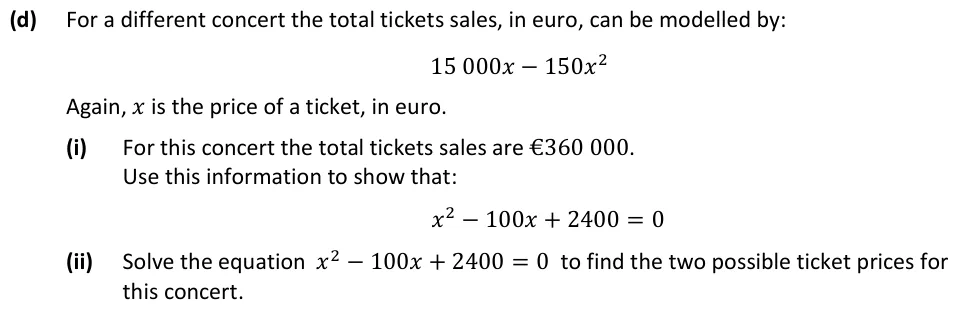 (d) For a different concert the total tickets sales, in euro, can be modelled by:
15 000x − 150x²
Again, x is the price of a ticket, in euro.
(i) For this concert the total tickets sales are €360 000.
Use this information to show that:
x² − 100x + 2400 = 0
(ii) Solve the equation x² − 100x + 2400 = 0 to find the two possible ticket prices for
this concert.